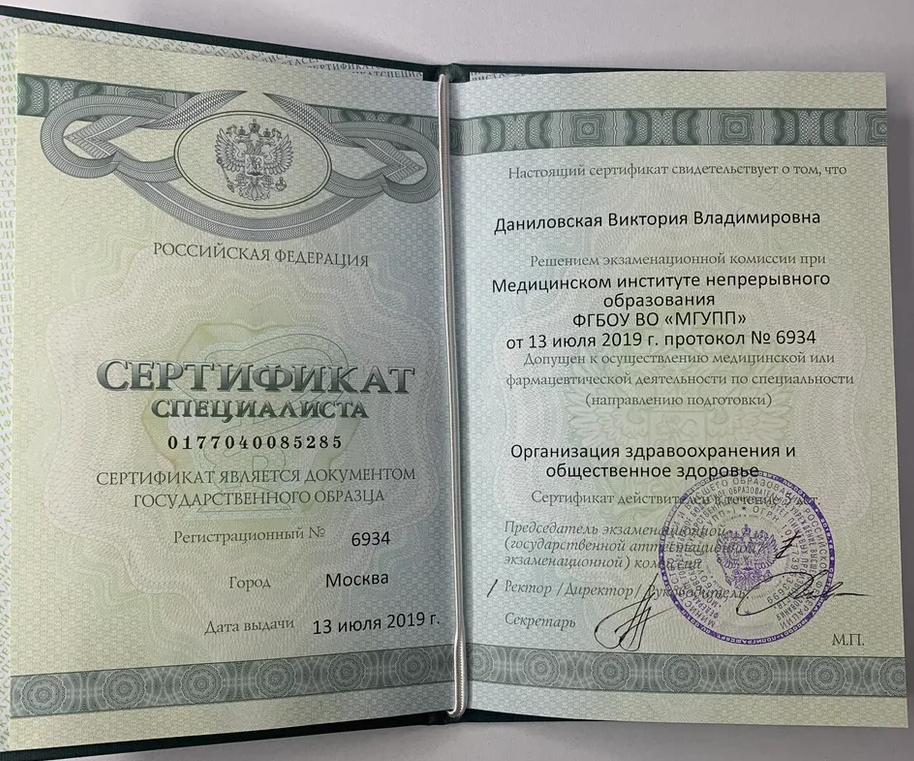 РОССИЙСКАЯ ФЕДЕРАЦИЯ
СЕРТИФИКАТ
СПЕЦИАЛИСТА
0177040085285
СЕРТИФИКАТ ЯВЛЯЕТСЯ ДОКУМЕНТОМ
ГОСУДАРСТВЕННОГО ОБРАЗЦА
Регистрационный № 6934
Город Москва
Дата выдачи 13 июля 2019 г.
Настоящий сертификат свидетельствует о том, что
Даниловская Виктория Владимировна
Решением экзаменационной комиссии при
Медицинском институте непрерывного
образования
ФГБОУ ВО «МГУПП»
от 13 июля 2019 г. протокол № 6934
Допущен к осуществлению медицинской или
фармацевтической деятельности по специальности
(направлению подготовки)
Организация здравоохранения и
общественное здоровье
Сертификат действителен в течение лет
Председатель экзаменационной
(государственной аттестационной/
экзаменационной) комиссии
Ректор /Директор/ Руководитель
Секретарь
М.П.